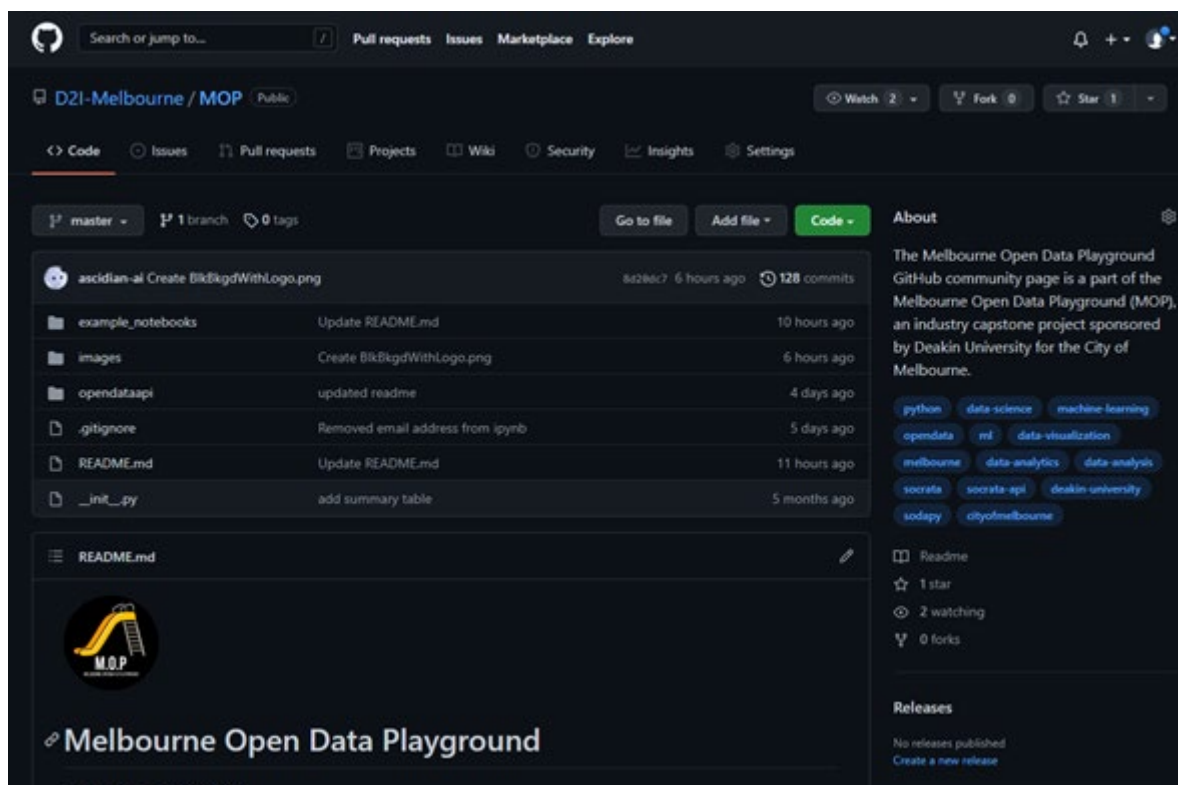 Search or jump to... / Pull requests Issues Marketplace Explore
D2I-Melbourne / MOP Public Watch 2 Fork 0 Star 1
<> Code Issues Pull requests Projects Wiki Security Insights Settings
master 1 branch 0 tags Go to file Add file Code
ascidian-ai Create BlkBkgdWithLogo.png 6 hours ago 128 commits
example_notebooks Update README.md 10 hours ago
images Create BlkBkgdWithLogo.png 6 hours ago
opendataapi updated readme 4 days ago
.gitignore Removed email address from ipynb 5 days ago
README.md Update README.md 11 hours ago
__init__.py add summary table 5 months ago
README.md
M.O.P
Melbourne Open Data Playground
About
The Melbourne Open Data Playground
GitHub community page is a part of the
Melbourne Open Data Playground (MOP),
an industry capstone project sponsored
by Deakin University for the City of
Melbourne.
python data-science machine-learning
opendata ml data-visualization
melbourne data-analytics data-analysis
socrata socrata-api deakin-university
sodapy cityofmelbourne
Readme
1 star
2 watching
0 forks
Releases
No releases published
Create a new release